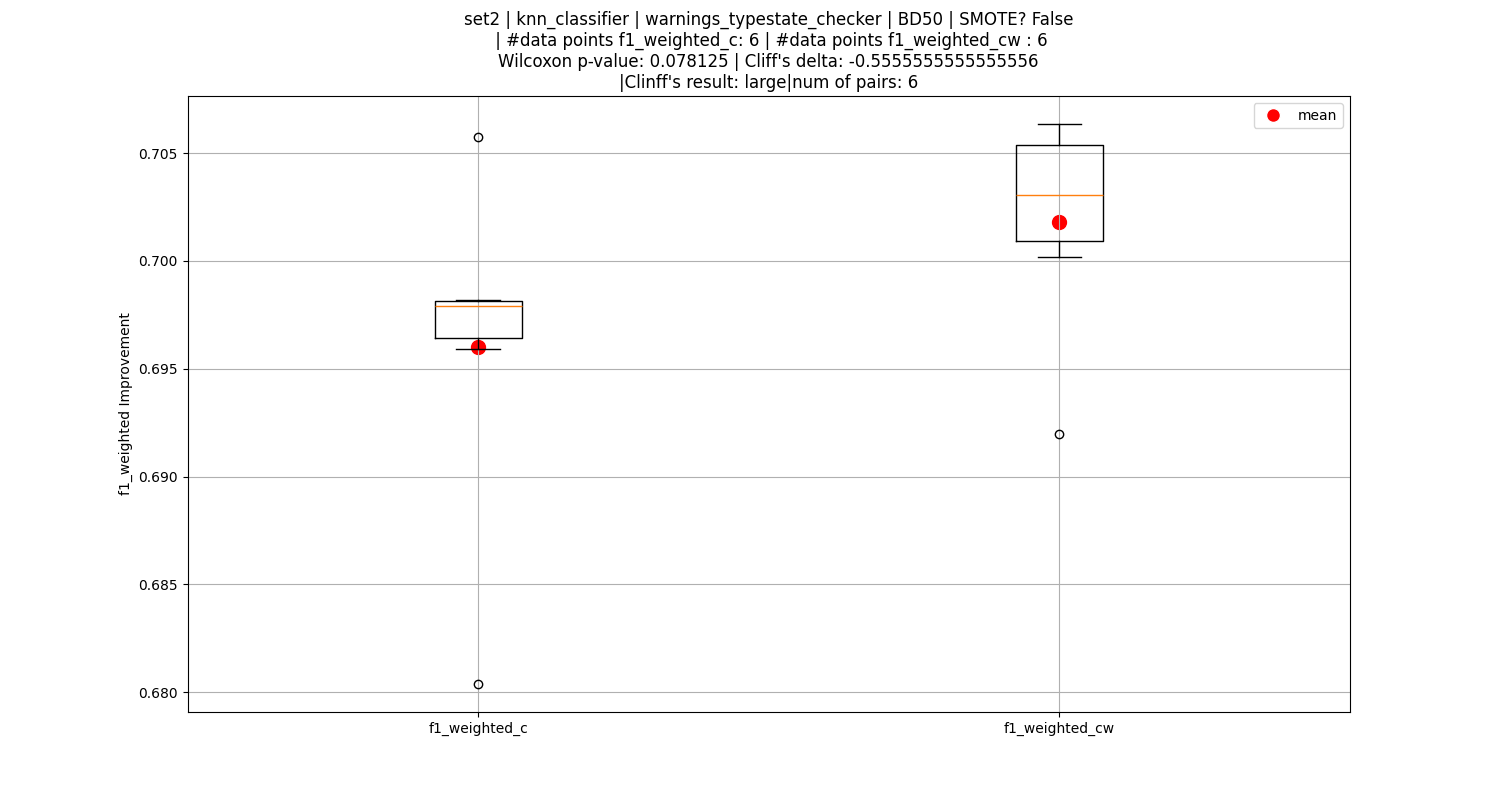 set2 | knn_classifier | warnings_typestate_checker | BD50 | SMOTE? False
| #data points f1_weighted_c: 6 | #data points f1_weighted_cw : 6
Wilcoxon p-value: 0.078125 | Cliff's delta: -0.5555555555555556
|Clinff's result: large|num of pairs: 6
mean
0.705
0.700
0.695
0.690
0.685
0.680
f1_weighted Improvement
f1_weighted_c
f1_weighted_cw